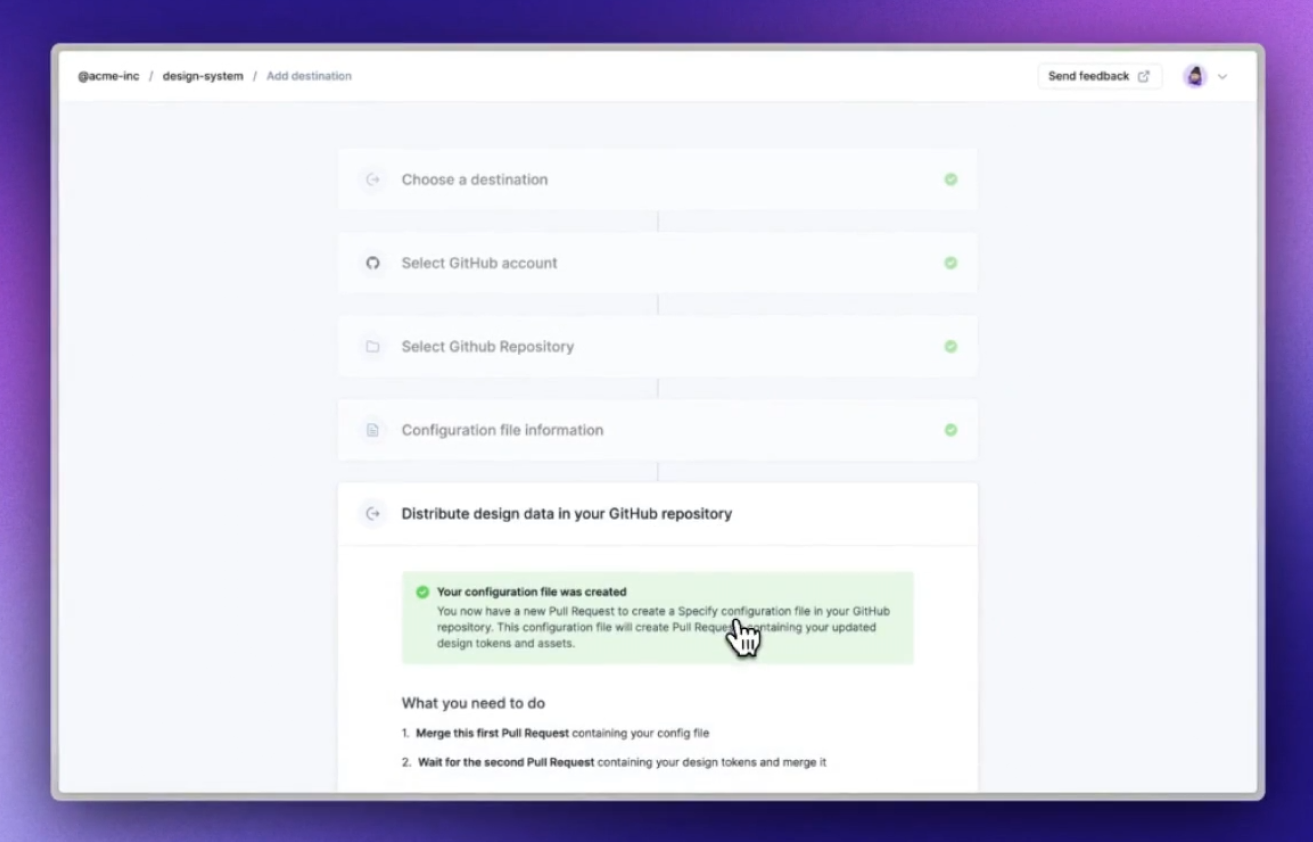 @acme-inc / design-system / Add destination
Send feedback
Choose a destination
Select GitHub account
Select Github Repository
Configuration file information
Distribute design data in your GitHub repository
Your configuration file was created
You now have a new Pull Request to create a Specify configuration file in your GitHub
repository. This configuration file will create Pull containing your updated
design tokens and assets.
What you need to do
1. Merge this first Pull Request containing your config file
2. Wait for the second Pull Request containing your design tokens and merge it